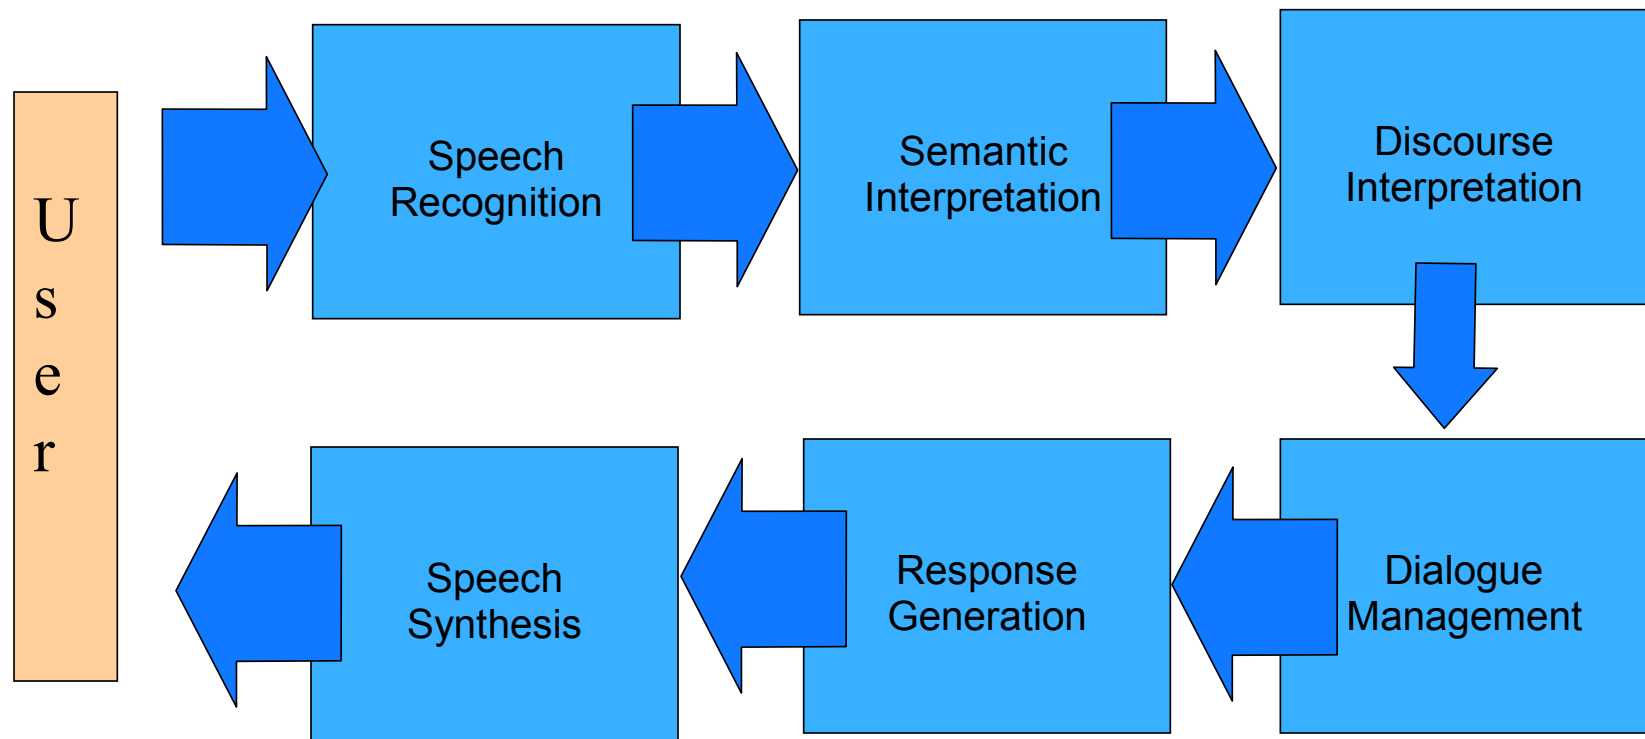 U
s
e
r
Speech
Recognition
Semantic
Interpretation
Discourse
Interpretation
Speech
Synthesis
Response
Generation
Dialogue
Management